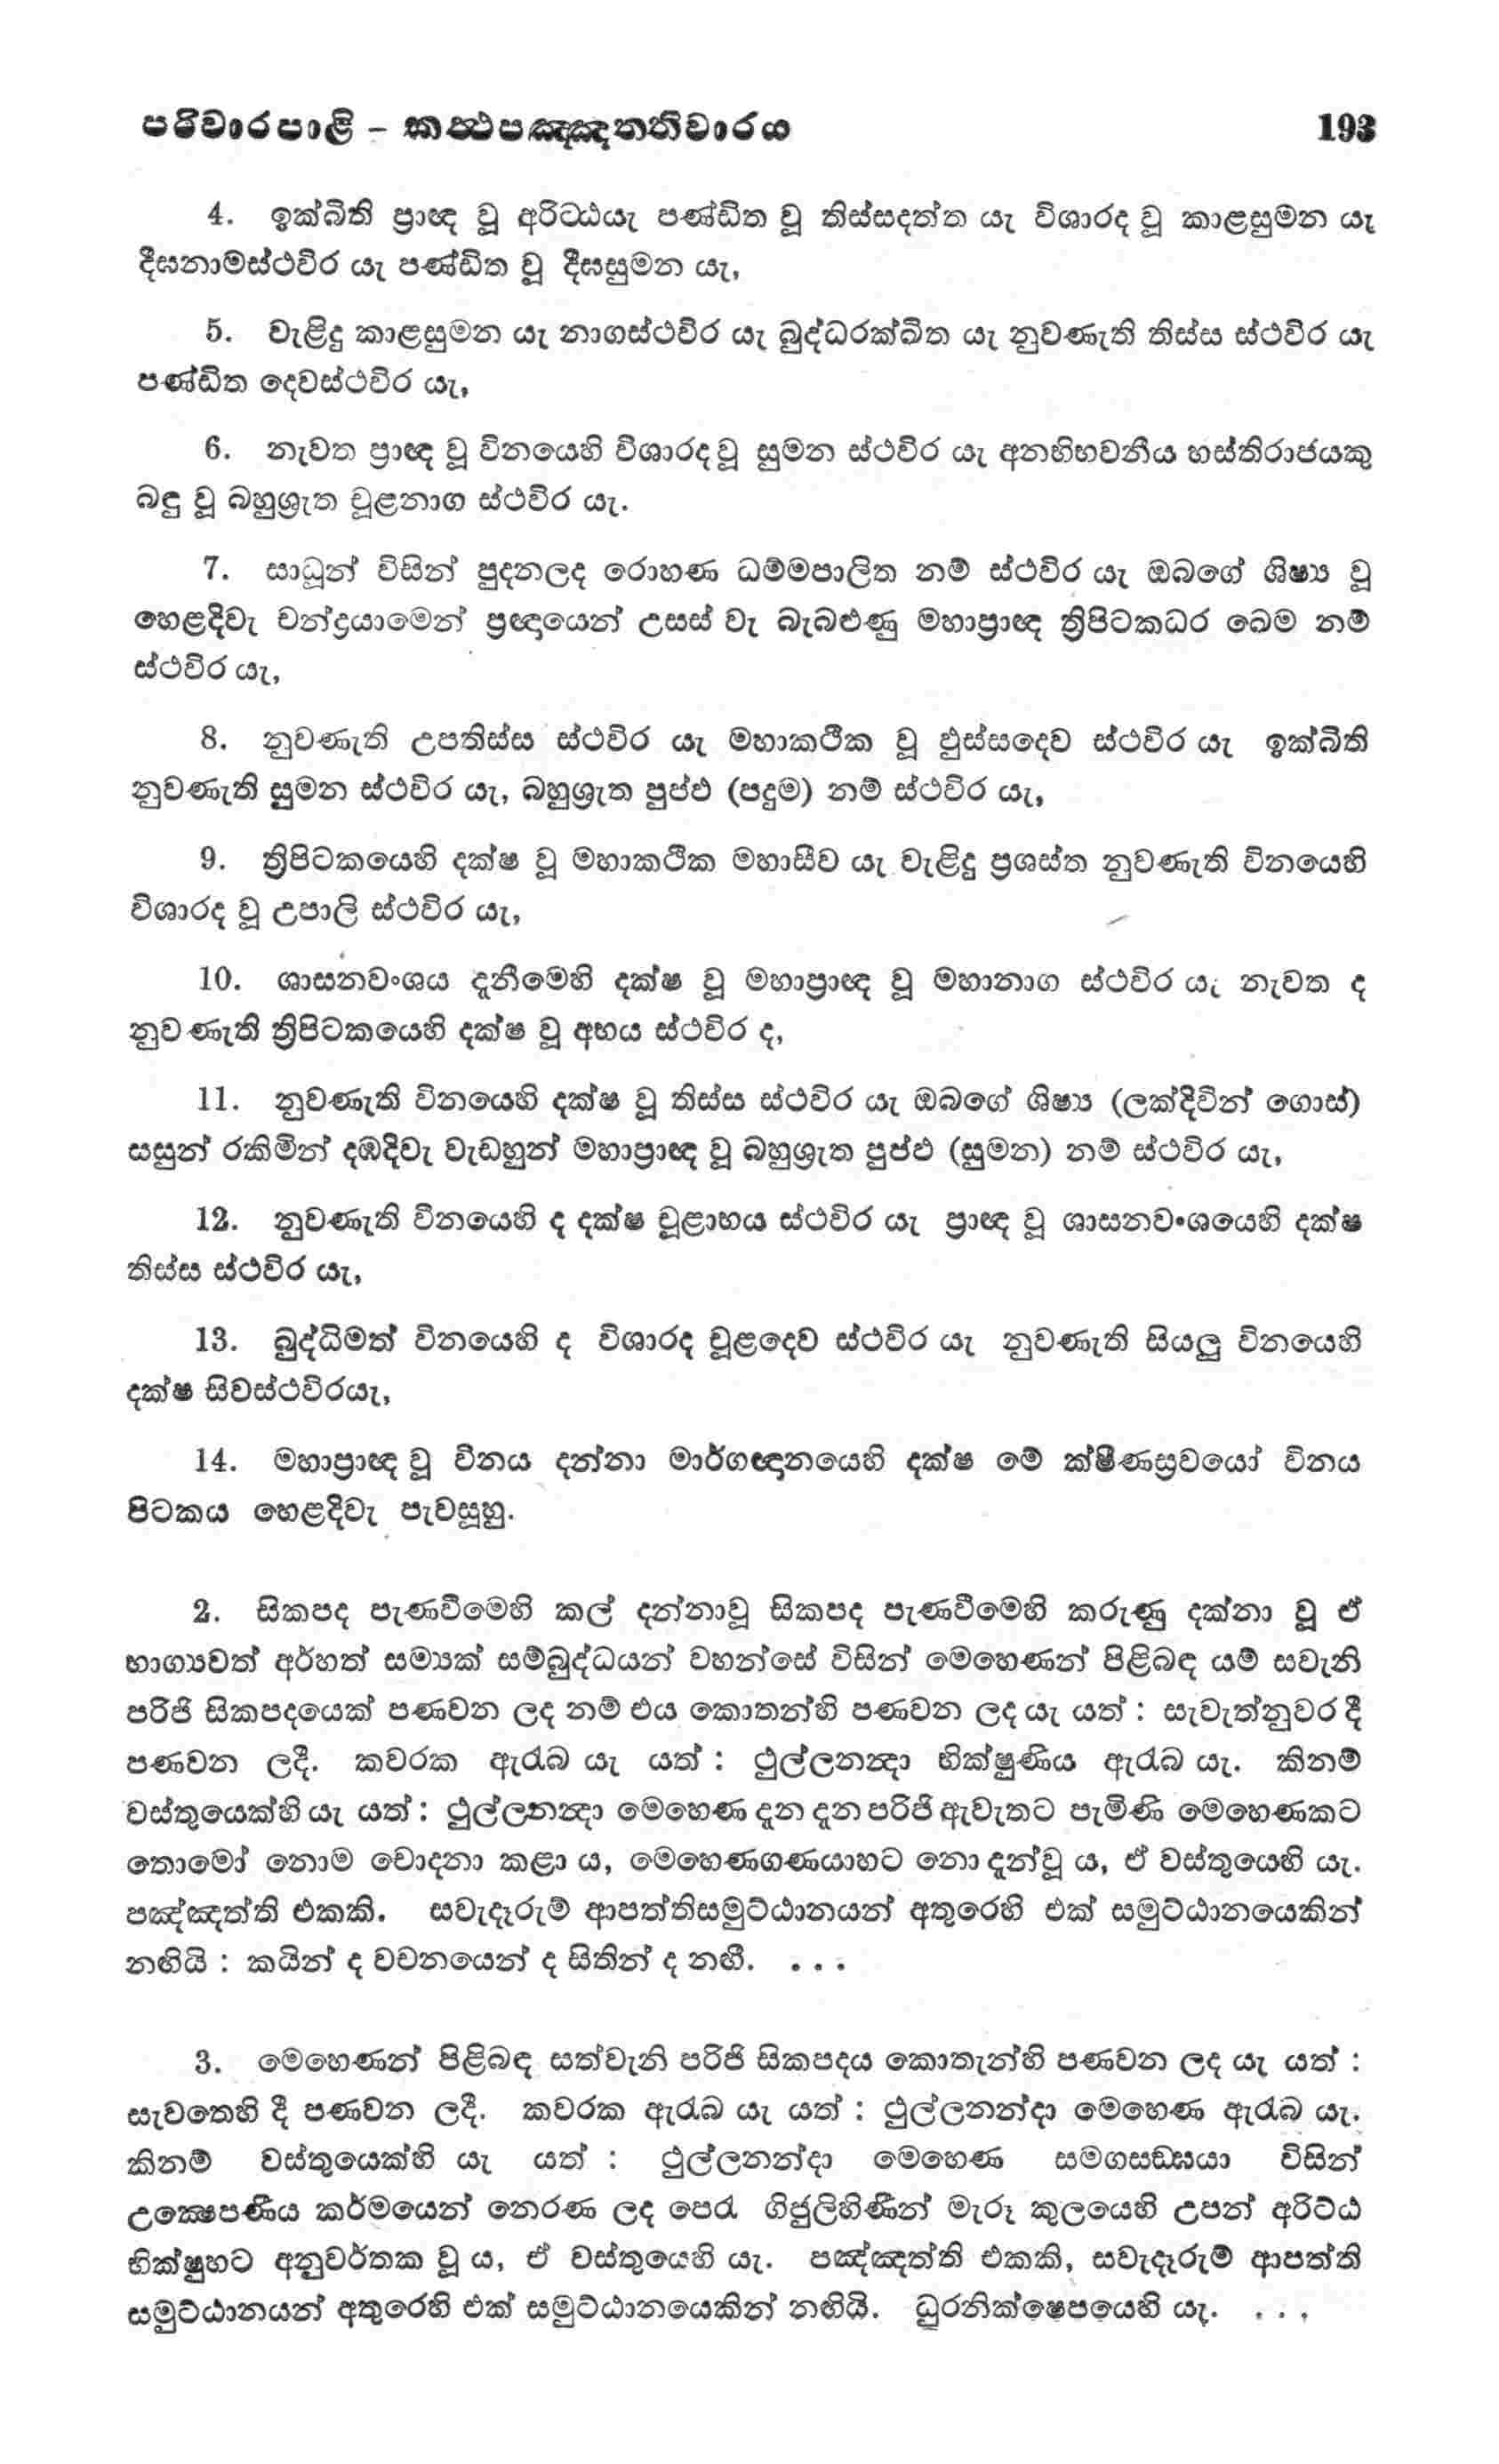 පරිවාරපාළි – කත්‍ථපඤ්ඤත්තිවාරය 193
4. ඉක්බිති ප්‍රාඥ වූ අරිට්ඨයැ පණ්ඩිත වූ තිස්සදත්ත යැ විශාරද වූ කාළසුමන යැ
දීඝනාමස්ථවිර යැ පණ්ඩිත වූ දීඝසුමන යැ,
5. වැළිදු කාළසුමන යැ නාගස්ථවිර යැ බුද්ධරක්ඛිත යැ නුවණැති තිස්ස ස්ථවිර යැ
පණ්ඩිත දෙවස්ථවිර යැ,
6. නැවත ප්‍රාඥ වූ විනයෙහි විශාරද වූ සුමන ස්ථවිර යැ අනභිභවනීය හස්තිරාජයකු
බඳු වූ බහුශ්‍රැත චූළනාග ස්ථවිර යැ.
7. සාධූන් විසින් පුදනලද රොහණ ධම්මපාලිත නම් ස්ථවිර යැ ඔබගේ ශිෂ්‍ය වූ
හෙළදිවැ චන්ද්‍රයාමෙන් ප්‍රඥායෙන් උසස් වැ බැබළුණු මහාප්‍රාඥ ත්‍රිපිටකධර ඛෙම නම්
ස්ථවිර යැ,
8. නුවණැති උපතිස්ස ස්ථවිර යැ මහාකථික වූ ඵුස්සදෙව ස්ථවිර යැ ඉක්බිති
නුවණැති සුමන ස්ථවිර යැ, බහුශ්‍රැත පුප්ඵ (පදුම) නම් ස්ථවිර යැ,
9. ත්‍රිපිටකයෙහි දක්ෂ වූ මහාකථික මහාසීව යැ වැළිදු ප්‍රශස්ත නුවණැති විනයෙහි
විශාරද වූ උපාලි ස්ථවිර යැ,
10. ශාසනවංශය දැනීමෙහි දක්ෂ වූ මහාප්‍රාඥ වූ මහානාග ස්ථවිර යැ නැවත ද
නුවණැති ත්‍රිපිටකයෙහි දක්ෂ වූ අභය ස්ථවිර ද,
11. නුවණැති විනයෙහි දක්ෂ වූ තිස්ස ස්ථවිර යැ ඔබගේ ශිෂ්‍ය (ලක්දිවින් ගොස්)
සසුන් රකිමින් දඹදිවැ වැඩහුන් මහාප්‍රාඥ වූ බහුශ්‍රැත පුප්ඵ (සුමන) නම් ස්ථවිර යැ,
12. නුවණැති විනයෙහි ද දක්ෂ චූළාභය ස්ථවිර යැ ප්‍රාඥ වූ ශාසනවංශයෙහි දක්ෂ
තිස්ස ස්ථවිර යැ,
13. බුද්ධිමත් විනයෙහි ද විශාරද චූළදෙව ස්ථවිර යැ නුවණැති සියලු විනයෙහි
දක්ෂ සිවස්ථවිරයැ,
14. මහාප්‍රාඥ වූ විනය දන්නා මාර්ගඥානයෙහි දක්ෂ මේ ක්ෂීණස්‍රවයෝ විනය
පිටකය හෙළදිවැ පැවසූහු.
2. සිකපද පැණවීමෙහි කල් දන්නාවූ සිකපද පැණවීමෙහි කරුණු දක්නා වූ ඒ
භාග්‍යවත් අර්හත් සම්‍යක් සම්බුද්ධයන් වහන්සේ විසින් මෙහෙණන් පිළිබඳ යම් සවැනි
පරිජි සිකපදයෙක් පණවන ලද නම් එය කොතන්හි පණවන ලද යැ යත් : සැවැත්නුවර දී
පණවන ලදී. කවරක ඇරැබ යැ යත් : ථුල්ලනන්‍දා භික්ෂුණිය ඇරැබ යැ. කිනම්
වස්තුයෙක්හි යැ යත් : ථුල්ලනන්‍දා මෙහෙණ දැන දැන පරිජි ඇවැතට පැමිණි මෙහෙණකට
තොමෝ නොම චොදනා කළා ය, මෙහෙණගණයාහට නො දැන්වූ ය, ඒ වස්තුයෙහි යැ.
පඤ්ඤත්ති එකකි. සවැදෑරුම් ආපත්තිසමුට්ඨානයන් අතුරෙහි එක් සමුට්ඨානයෙකින්
නඟියි : කයින් ද වචනයෙන් ද සිතින් ද නඟී. . . .
3. මෙහෙණන් පිළිබඳ සත්වැනි පරිජි සිකපදය කොතැන්හි පණවන ලද යැ යත් :
සැවතෙහි දී පණවන ලදී. කවරක ඇරැබ යැ යත් : ථුල්ලනන්දා මෙහෙණ ඇරැබ යැ.
කිනම් වස්තුයෙක්හි යැ යත් : ථුල්ලනන්දා මෙහෙණ සමගසඞ්ඝයා විසින්
උක්‍ෂෙපණීය කර්මයෙන් නෙරණ ලද පෙරැ ගිජුලිහිණීන් මැරූ කුලයෙහි උපන් අරිට්ඨ
භික්ෂුහට අනුවර්තක වූ ය, ඒ වස්තුයෙහි යැ. පඤ්ඤත්ති එකකි, සවැදෑරුම් ආපත්ති
සමුට්ඨානයන් අතුරෙහි එක් සමුට්ඨානයෙකින් නඟියි. ධුරනික්ෂෙපයෙහි යැ. . . .